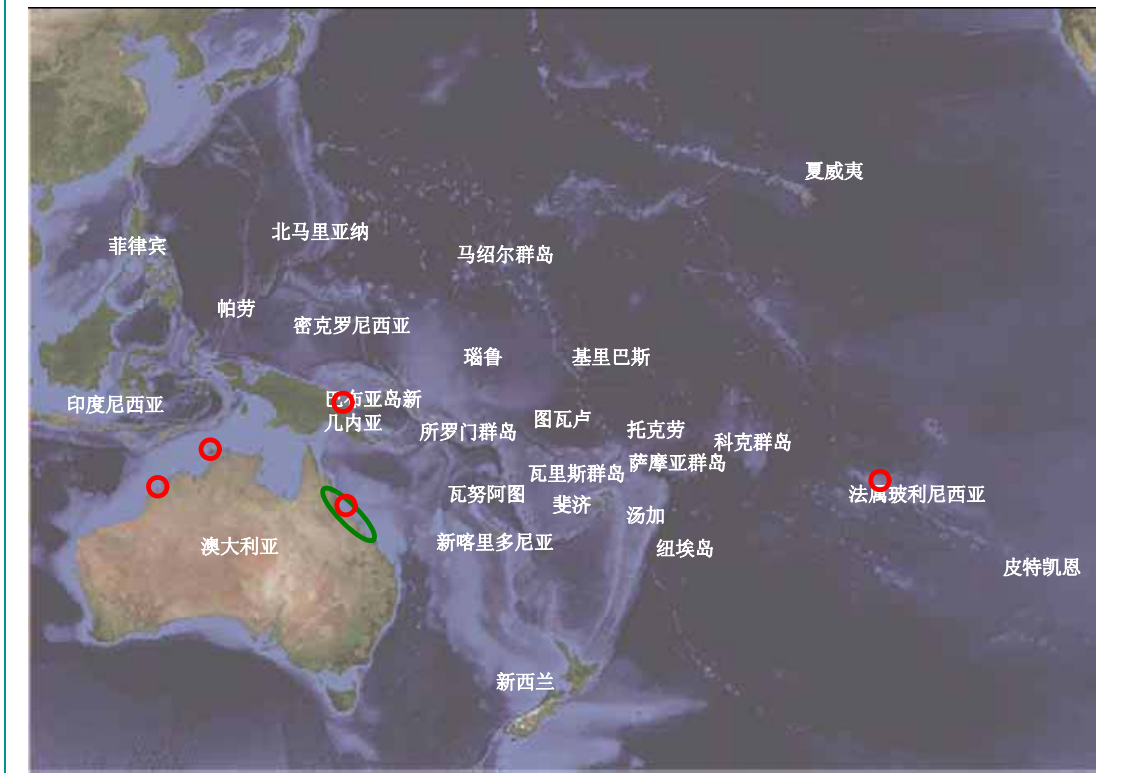 夏威夷
北马里亚纳
菲律宾
马绍尔群岛
帕劳
密克罗尼西亚
瑙鲁
基里巴斯
巴布亚岛新
几内亚
印度尼西亚
图瓦卢
所罗门群岛
托克劳
科克群岛
萨摩亚群岛
瓦里斯群岛
瓦努阿图
斐济
法属玻利尼西亚
汤加
新喀里多尼亚
澳大利亚
纽埃岛
皮特凯恩
新西兰